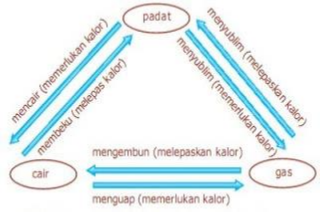 padat
mencair (memerlukan kalor)
membeku (melepas kalor)
menyublim (melepaskan kalor)
menyublim (memerlukan kalor)
mengembun (melepaskan kalor)
cair
gas
menguap (memerlukan kalor)